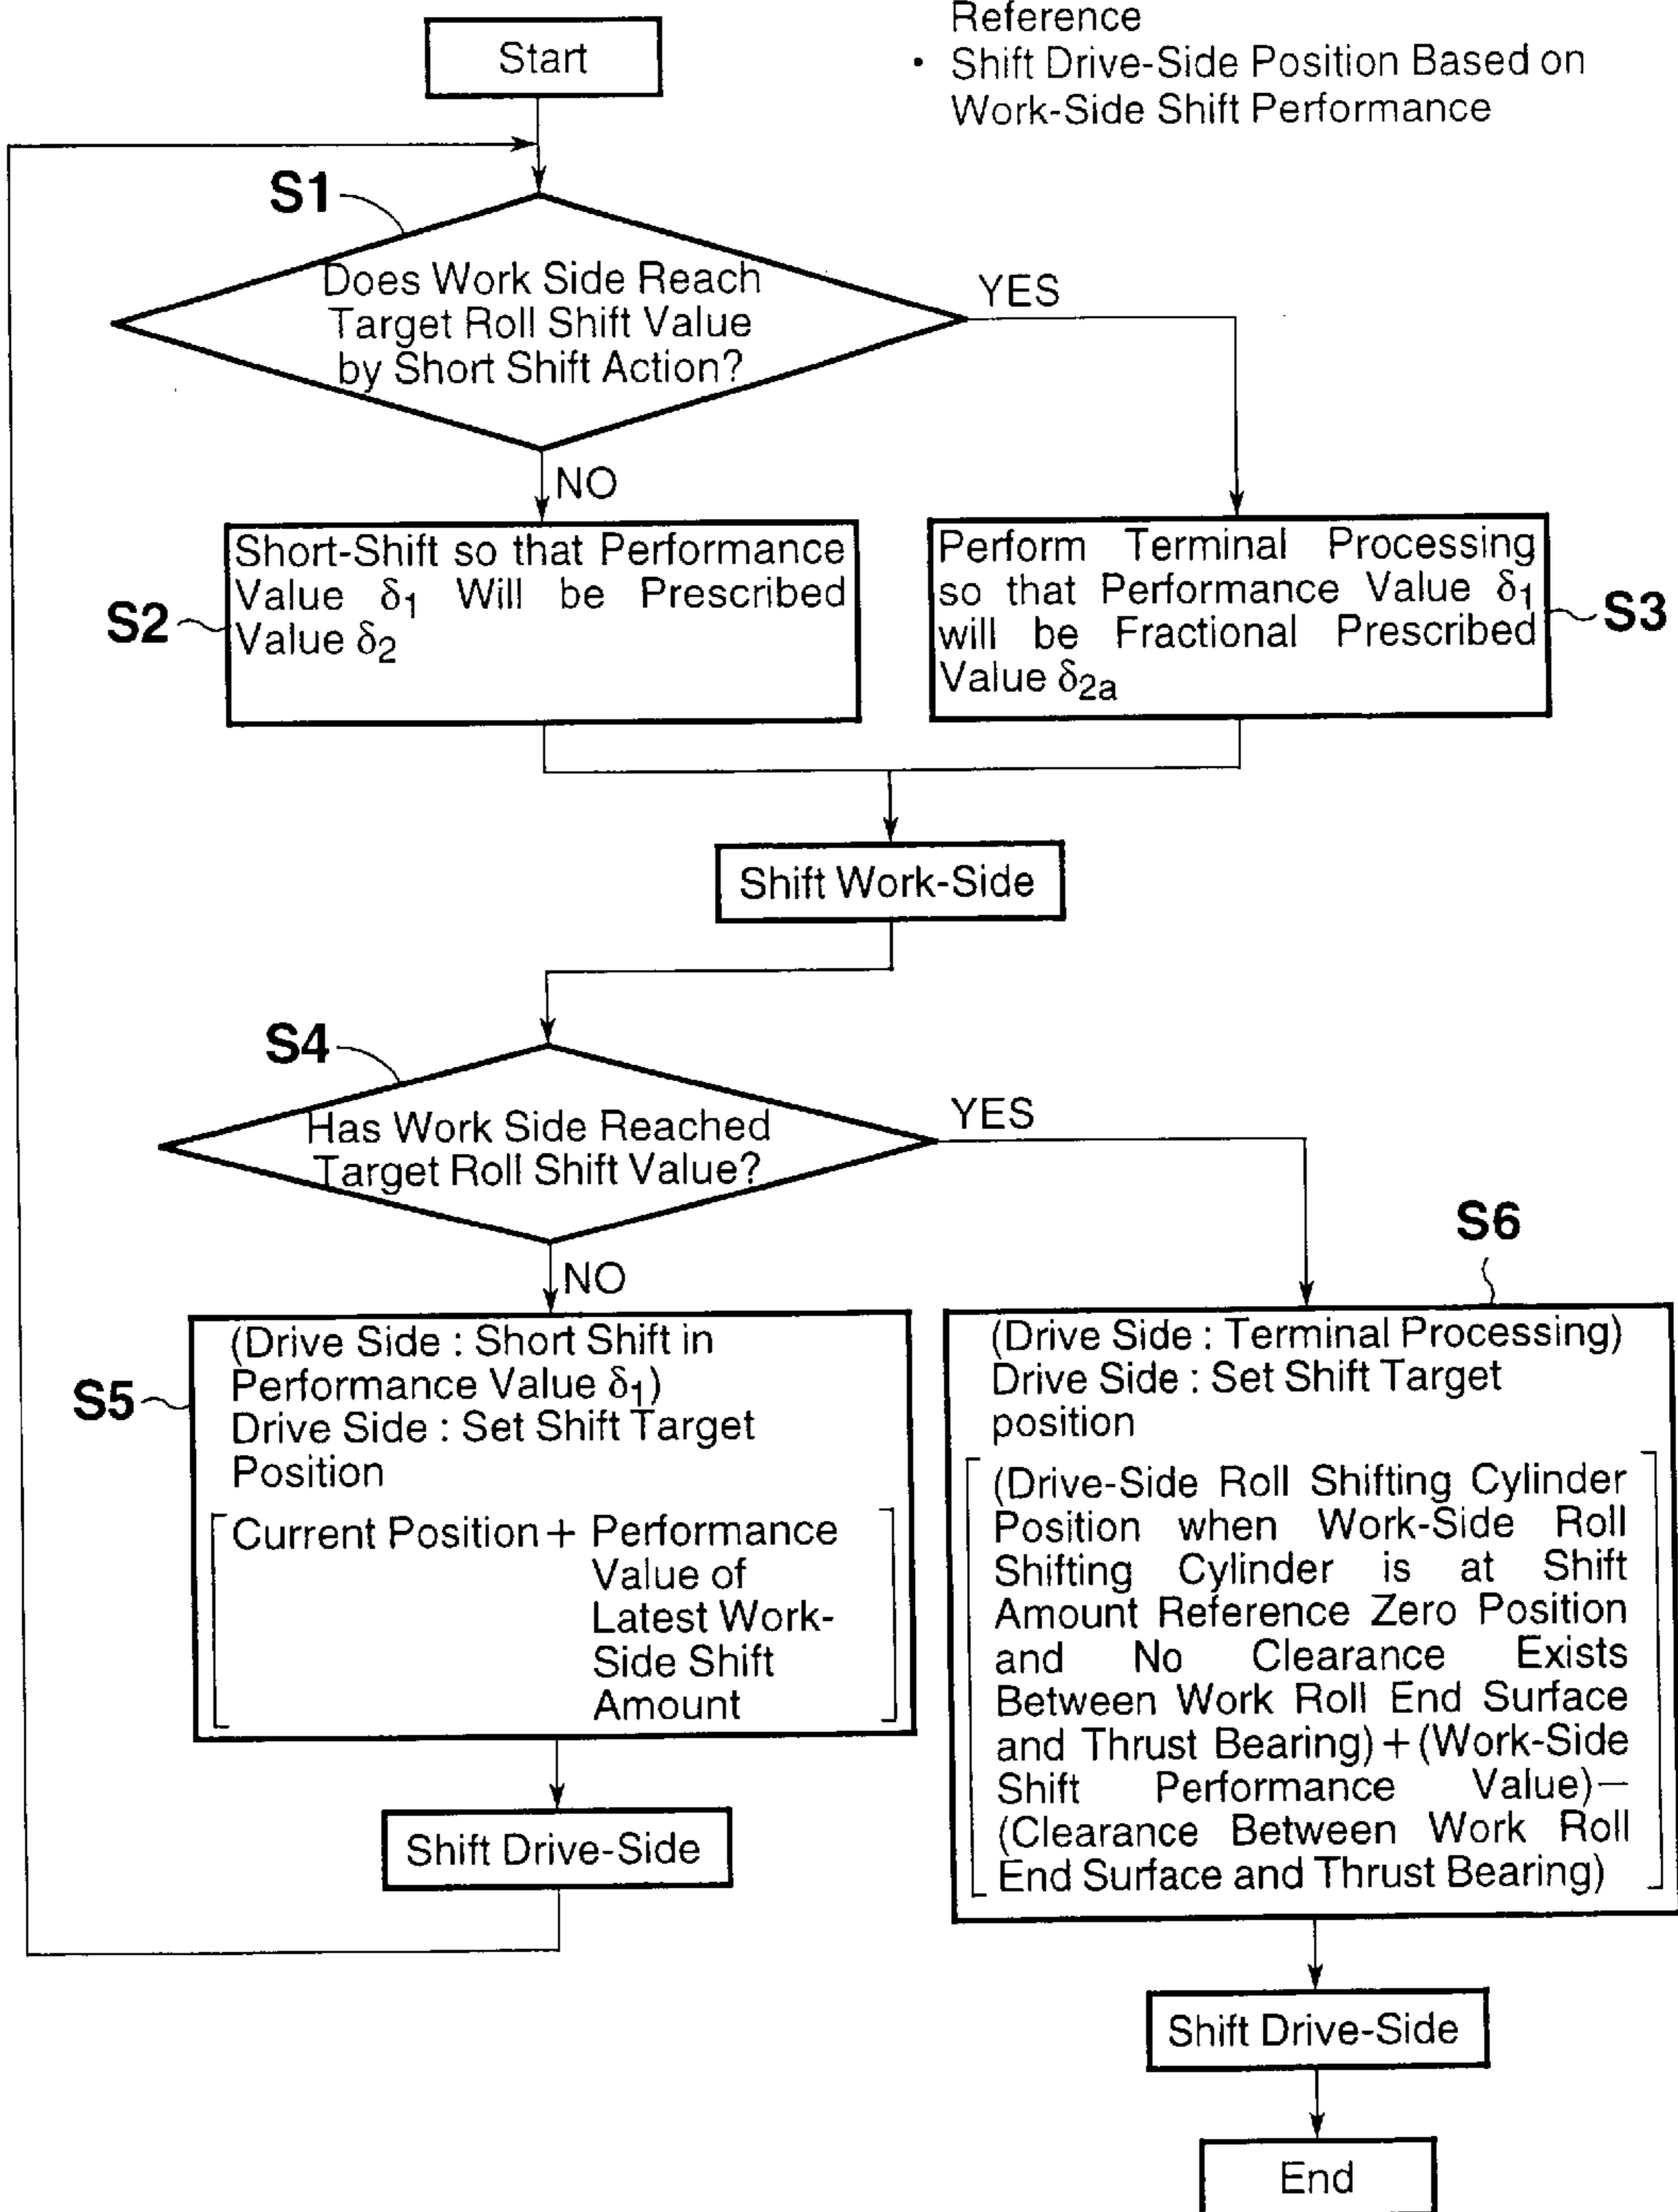 Reference
• Shift Drive-Side Position Based on
Work-Side Shift Performance
Start
S1
Does Work Side Reach
Target Roll Shift Value
by Short Shift Action?
YES
NO
S2
Short-Shift so that Performance
Value δ1 Will be Prescribed
Value δ2
Perform Terminal Processing
so that Performance Value δ1
will be Fractional Prescribed
Value δ2a
S3
Shift Work-Side
S4
Has Work Side Reached
Target Roll Shift Value?
YES
NO
S5
(Drive Side : Short Shift in
Performance Value δ1)
Drive Side : Set Shift Target
Position
[Current Position + Performance
Value of
Latest Work-
Side Shift
Amount]
Shift Drive-Side
S6
(Drive Side : Terminal Processing)
Drive Side : Set Shift Target
position
[(Drive-Side Roll Shifting Cylinder
Position when Work-Side Roll
Shifting Cylinder is at Shift
Amount Reference Zero Position
and No Clearance Exists
Between Work Roll End Surface
and Thrust Bearing) + (Work-Side
Shift Performance Value) —
(Clearance Between Work Roll
End Surface and Thrust Bearing)]
Shift Drive-Side
End